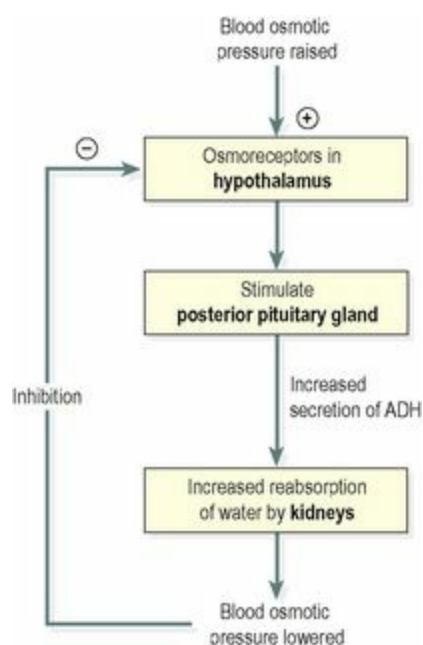 Blood osmotic
pressure raised
+
−
Osmoreceptors in
hypothalamus
Stimulate
posterior pituitary gland
Inhibition
Increased
secretion of ADH
Increased reabsorption
of water by kidneys
Blood osmotic
pressure lowered